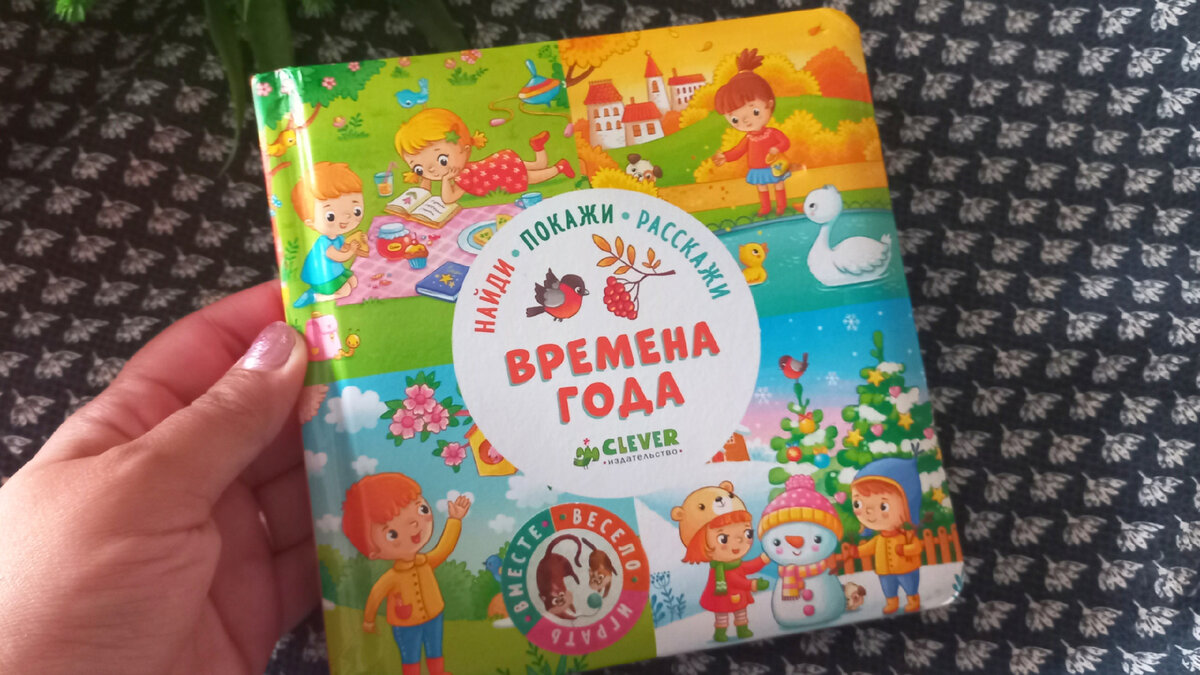 НАЙДИ • ПОКАЖИ • РАССКАЖИ
ВРЕМЕНА
ГОДА
CLEVER
•ИЗДАТЕЛЬСТВО•
ВМЕСТЕ • ВЕСЕЛО • ИГРАТЬ •